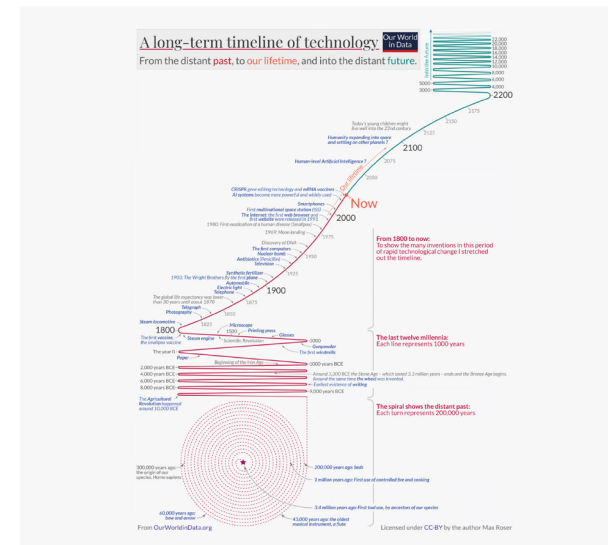 A long-term timeline of technology
Our World
in Data
From the distant past, to our lifetime, and into the distant future.
Into the future
22,000
20,000
18,000
16,000
14,000
12,000
10,000
8,000
6,000
5000
4,000
3000
2200
2175
2150
Today's young children might
live well into the 22nd century
2125
Humanity expanding into space
and settling on other planets ?
2100
Human-level Artificial Intelligence ?
2075
Our lifetime
2050
CRISPR gene editing technology and mRNA vaccines
AI systems become more powerful and widely used
Now
Smartphones
First multinational space station (ISS)
The internet: the first web browser and
first website were released in 1991
2000
1980: First eradication of a human disease (Smallpox)
1969: Moon landing
1975
From 1800 to now:
To show the many inventions in this period
of rapid technological change I stretched
out the timeline.
Discovery of DNA
The first computers
Nuclear bomb
1950
Antibiotics (Penicillin)
Television
1925
Synthetic fertilizer
1903: The Wright Brothers fly the first plane
Automobile
Electric light
1900
Telephone
The global life expectancy was lower
than 30 years until about 1870
1875
Telegraph
Photography
1850
1825
Steam locomotive
1800
The first vaccine,
the smallpox vaccine
Steam engine
Microscope
1500
Printing press
Scientific Revolution
Glasses
1000
Gunpowder
The first windmills
The last twelve millennia:
Each line represents 1000 years
The year 0
Paper
Beginning of the Iron Age
1000 years BCE
2,000 years BCE
4,000 years BCE
6,000 years BCE
8,000 years BCE
Around 3,300 BCE the Stone Age – which lasted 3.3 million years – ends and the Bronze Age begins.
Around the same time the wheel was invented.
Earliest evidence of writing
9,000 years BCE
The Agricultural
Revolution happened
around 10,000 BCE
The spiral shows the distant past:
Each turn represents 200,000 years
300,000 years ago:
the origin of our
species, Homo sapiens
200,000 years ago: beds
1 million years ago: First use of controlled fire and cooking
3.4 million years ago: First tool use, by ancestors of our species
60,000 years ago:
bow and arrow
43,000 years ago: the oldest
musical instrument, a flute
From OurWorldinData.org
Licensed under CC-BY by the author Max Roser